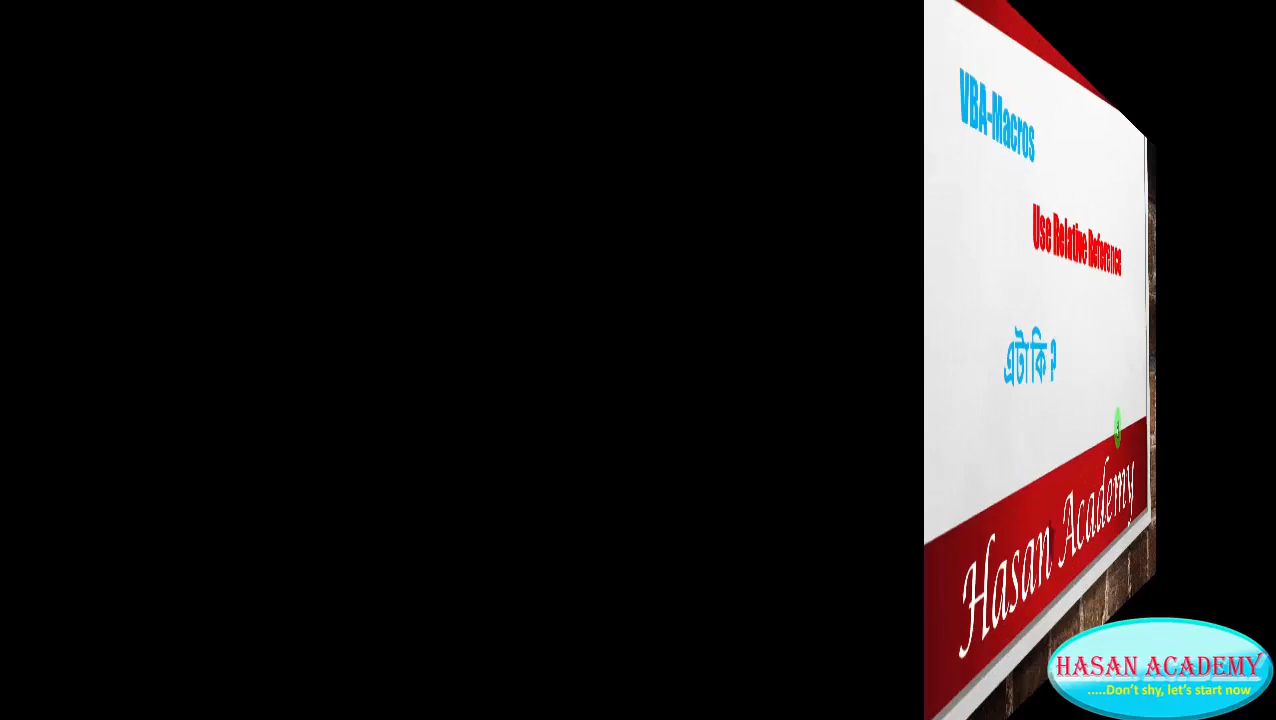 VBA-Macros
Use Relative Reference
এটা কি ?
Hasan Academy
HASAN ACADEMY
.....Don't shy, let's start now